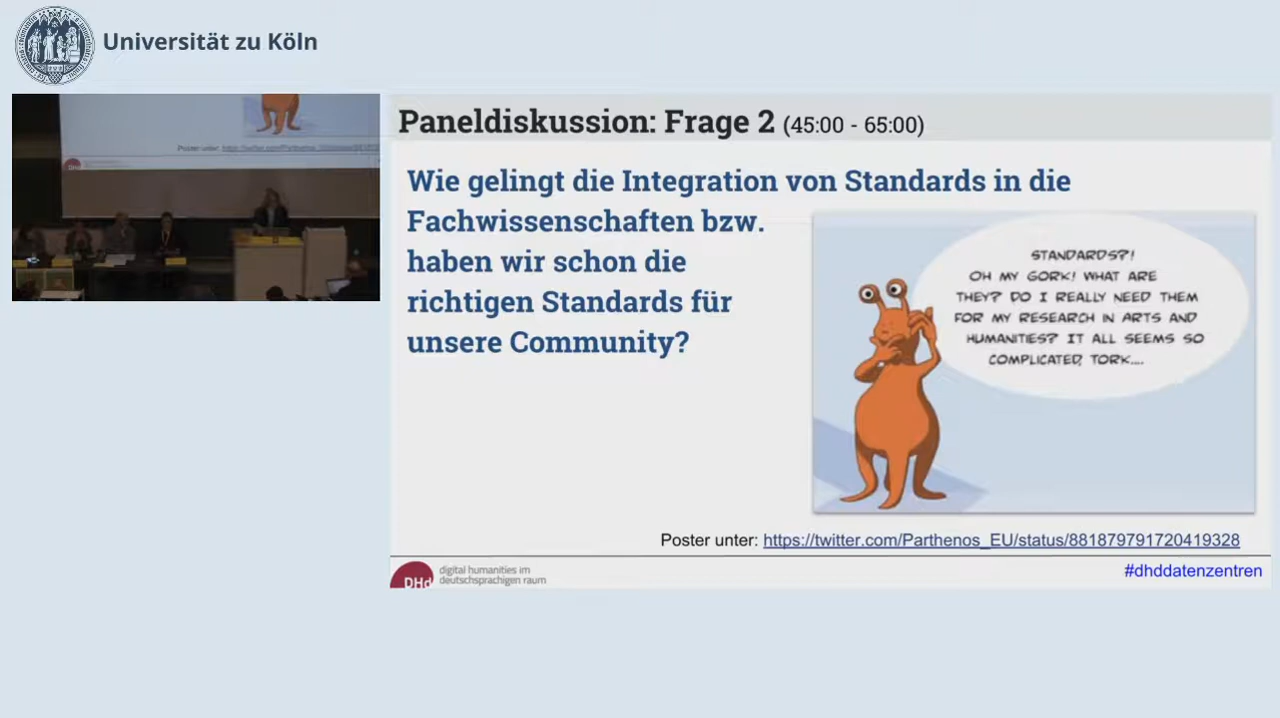 Universität zu Köln
Poster unter:
Paneldiskussion: Frage 2 (45:00 - 65:00)
Wie gelingt die Integration von Standards in die
Fachwissenschaften bzw.
haben wir schon die
richtigen Standards für
unsere Community?
STANDARDS?!
OH MY GORK! WHAT ARE
THEY? DO I REALLY NEED THEM
FOR MY RESEARCH IN ARTS AND
HUMANITIES? IT ALL SEEMS SO
COMPLICATED, TORK....
Poster unter: https://twitter.com/Parthenos_EU/status/881879791720419328
DHd
digital humanities im
deutschsprachigen raum
#dhddatenzentren